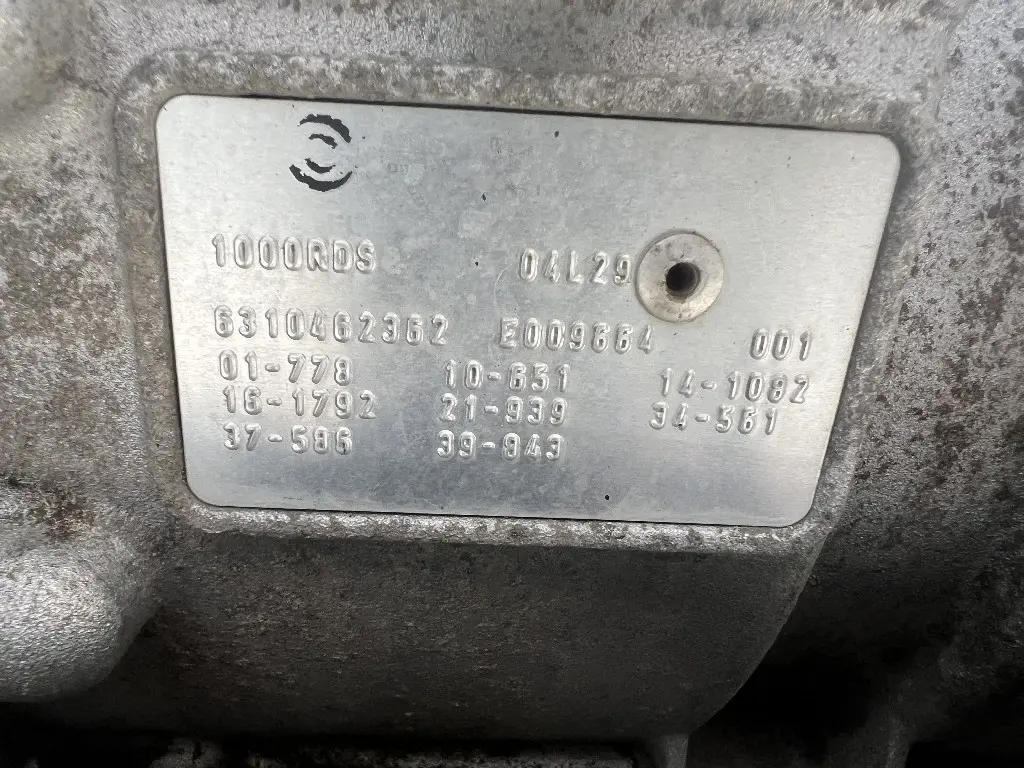 1000RDS 04L29
6310462362 E009664 001
01-778 10-651 14-1082
16-1792 21-939 34-561
37-586 39-943